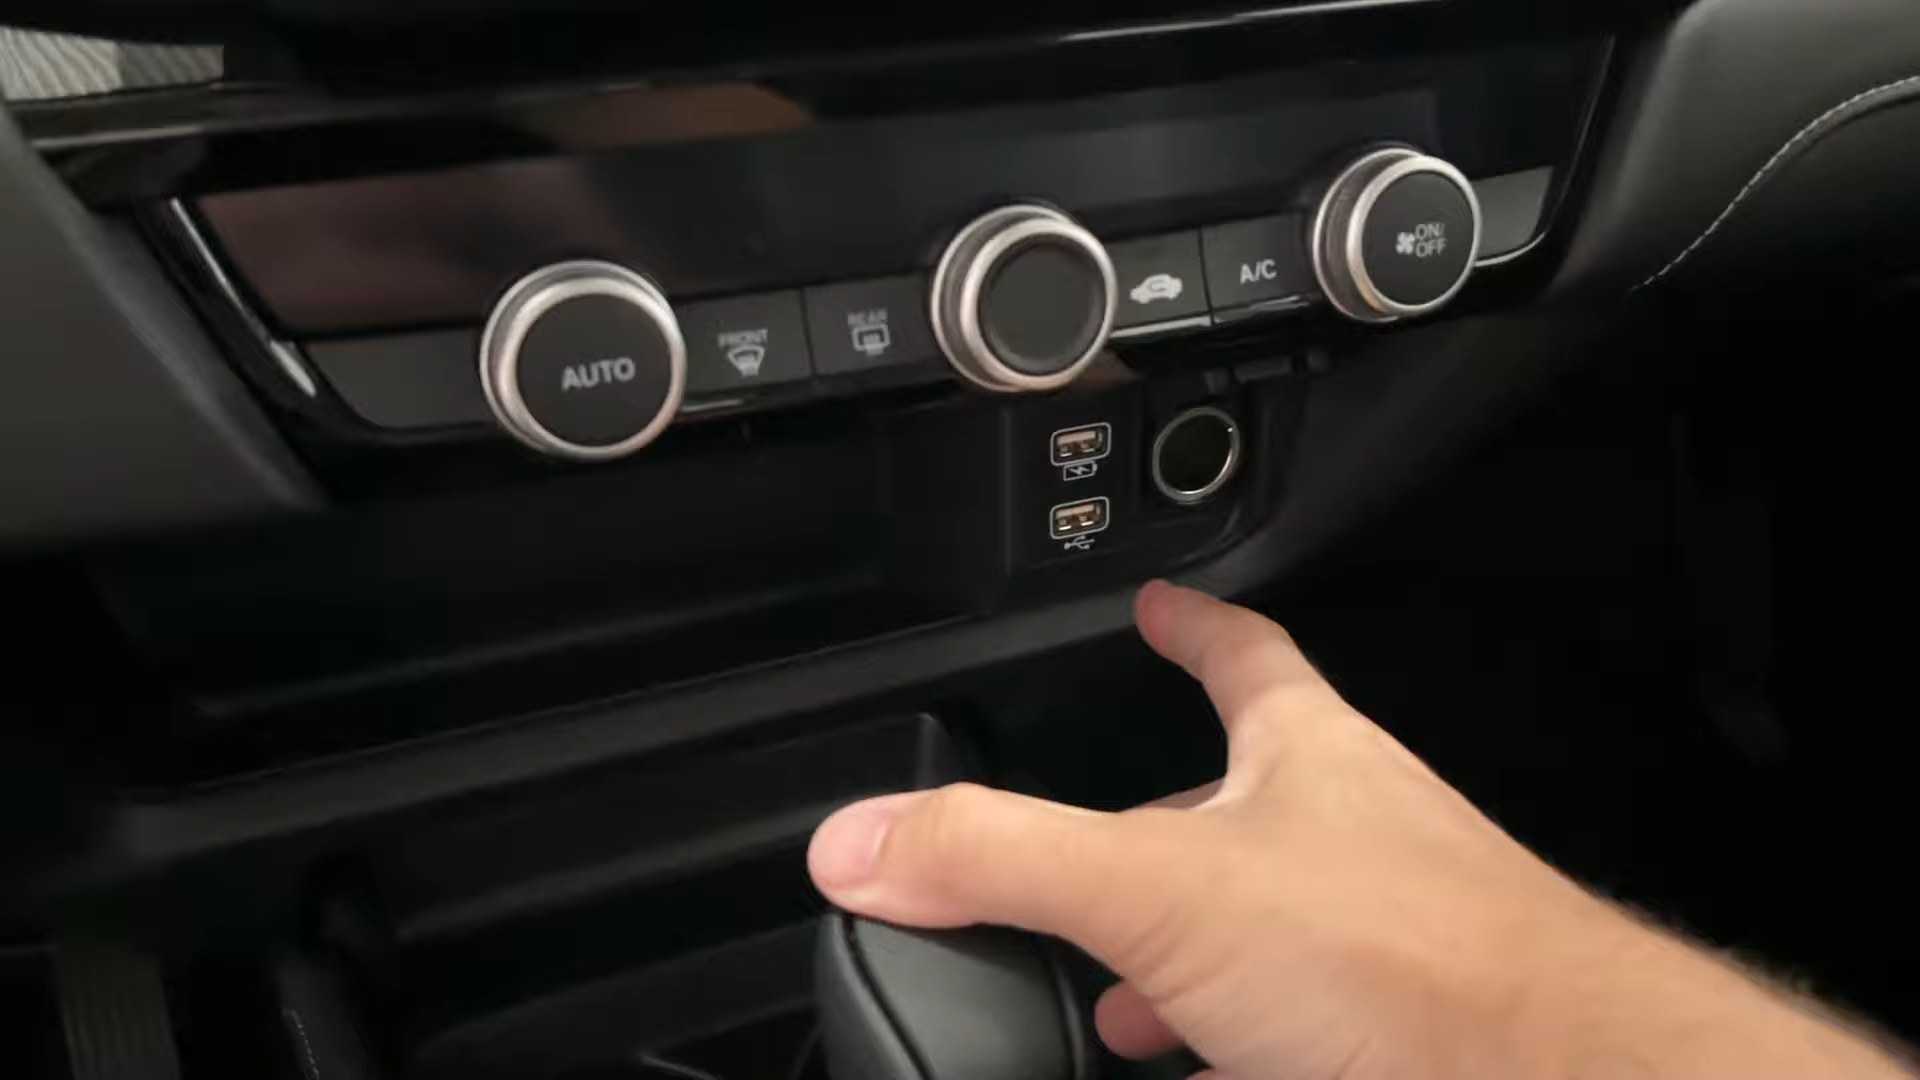 AUTO
FRONT
REAR
A/C
ON/
OFF